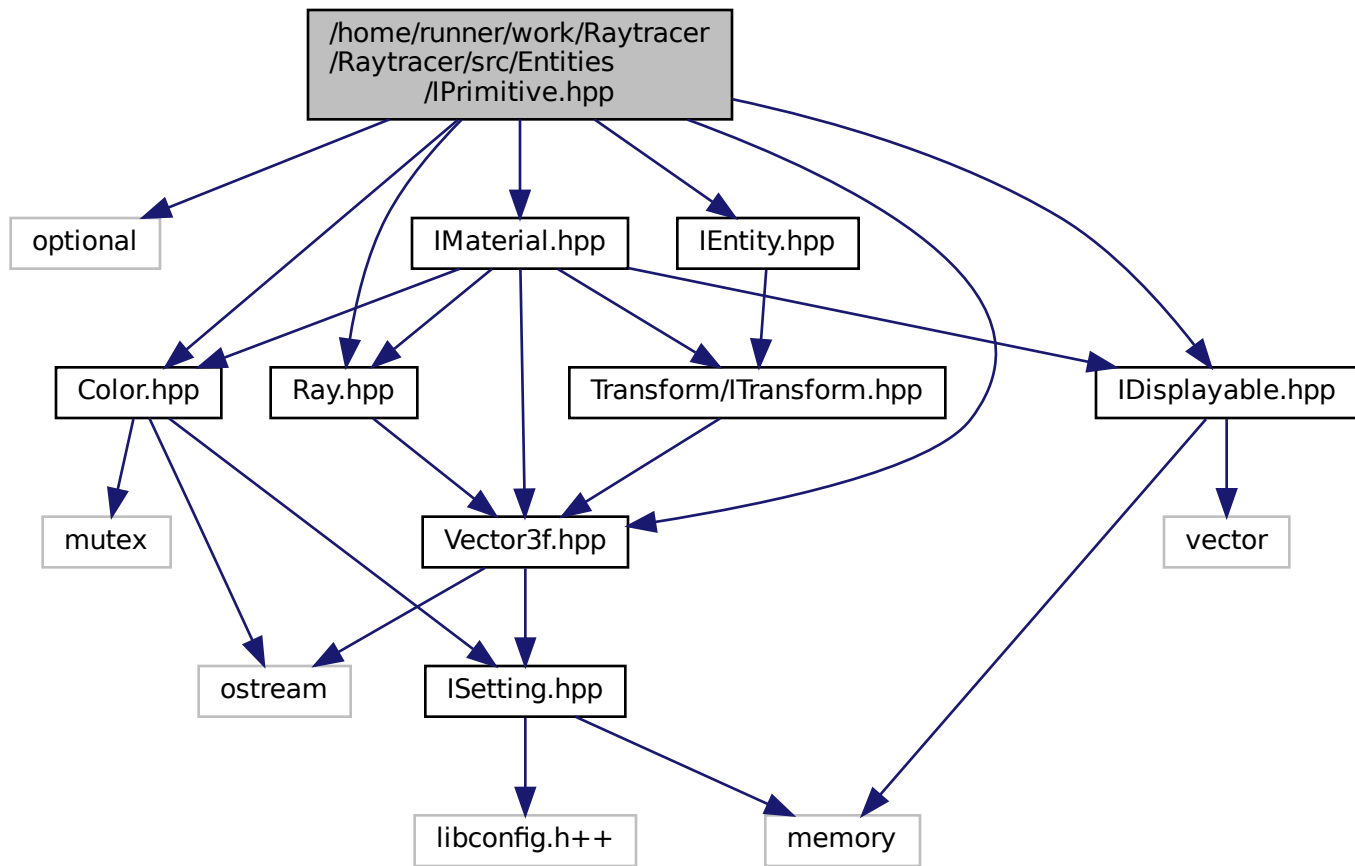 /home/runner/work/Raytracer
/Raytracer/src/Entities
/IPrimitive.hpp
optional
IMaterial.hpp
IEntity.hpp
Color.hpp
Ray.hpp
Transform/ITransform.hpp
IDisplayable.hpp
mutex
Vector3f.hpp
vector
ostream
ISetting.hpp
libconfig.h++
memory